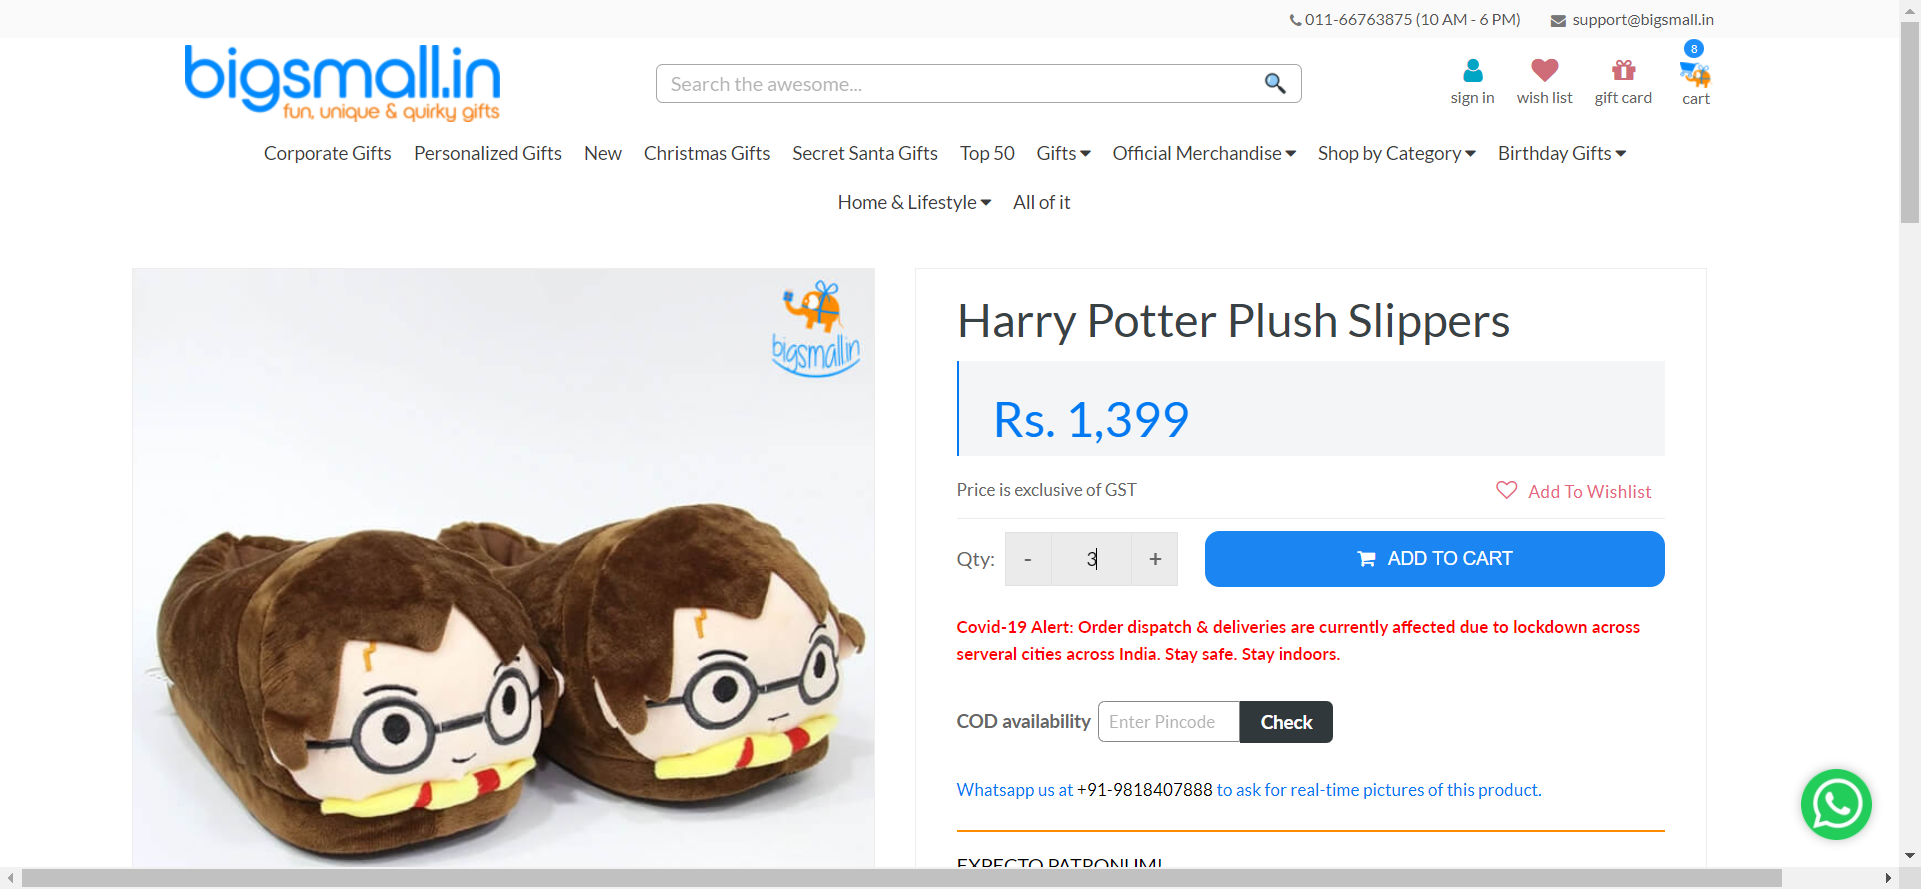 011-66763875 (10 AM - 6 PM) support@bigsmall.in
bigsmall.in
fun, unique & quirky gifts
Search the awesome...
8
sign in wish list gift card cart
Corporate Gifts Personalized Gifts New Christmas Gifts Secret Santa Gifts Top 50 Gifts Official Merchandise Shop by Category Birthday Gifts
Home & Lifestyle All of it
bigsmall.in
Harry Potter Plush Slippers
Rs. 1,399
Price is exclusive of GST Add To Wishlist
Qty: - 3 + ADD TO CART
Covid-19 Alert: Order dispatch & deliveries are currently affected due to lockdown across
serveral cities across India. Stay safe. Stay indoors.
COD availability Enter Pincode Check
Whatsapp us at +91-9818407888 to ask for real-time pictures of this product.
EXPECTO PATRONUM!